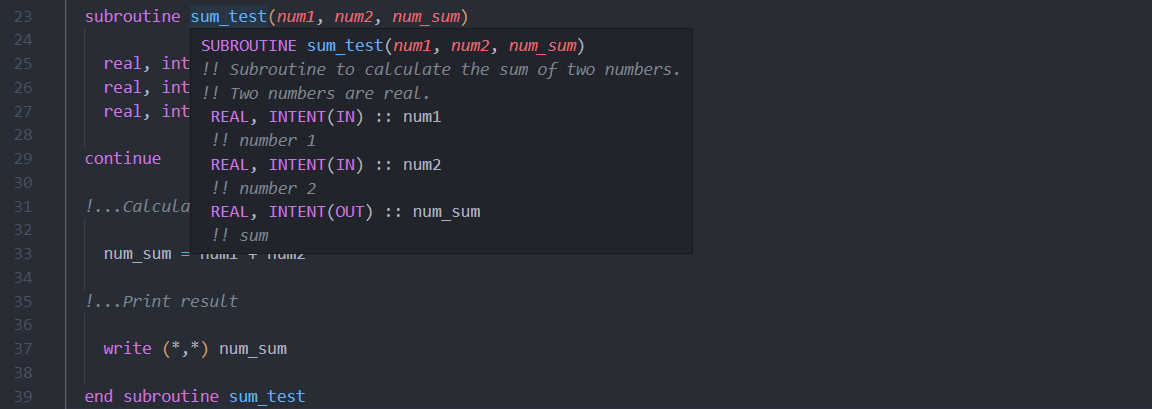 23 subroutine sum_test(num1, num2, num_sum)
24 SUBROUTINE sum_test(num1, num2, num_sum)
25 real, int !! Subroutine to calculate the sum of two numbers.
26 real, int !! Two numbers are real.
27 real, int REAL, INTENT(IN) :: num1
28 !! number 1
29 continue REAL, INTENT(IN) :: num2
30 !! number 2
31 !...Calcula REAL, INTENT(OUT) :: num_sum
32 !! sum
33 num_sum = num1 + num2
34
35 !...Print result
36
37 write (*,*) num_sum
38
39 end subroutine sum_test